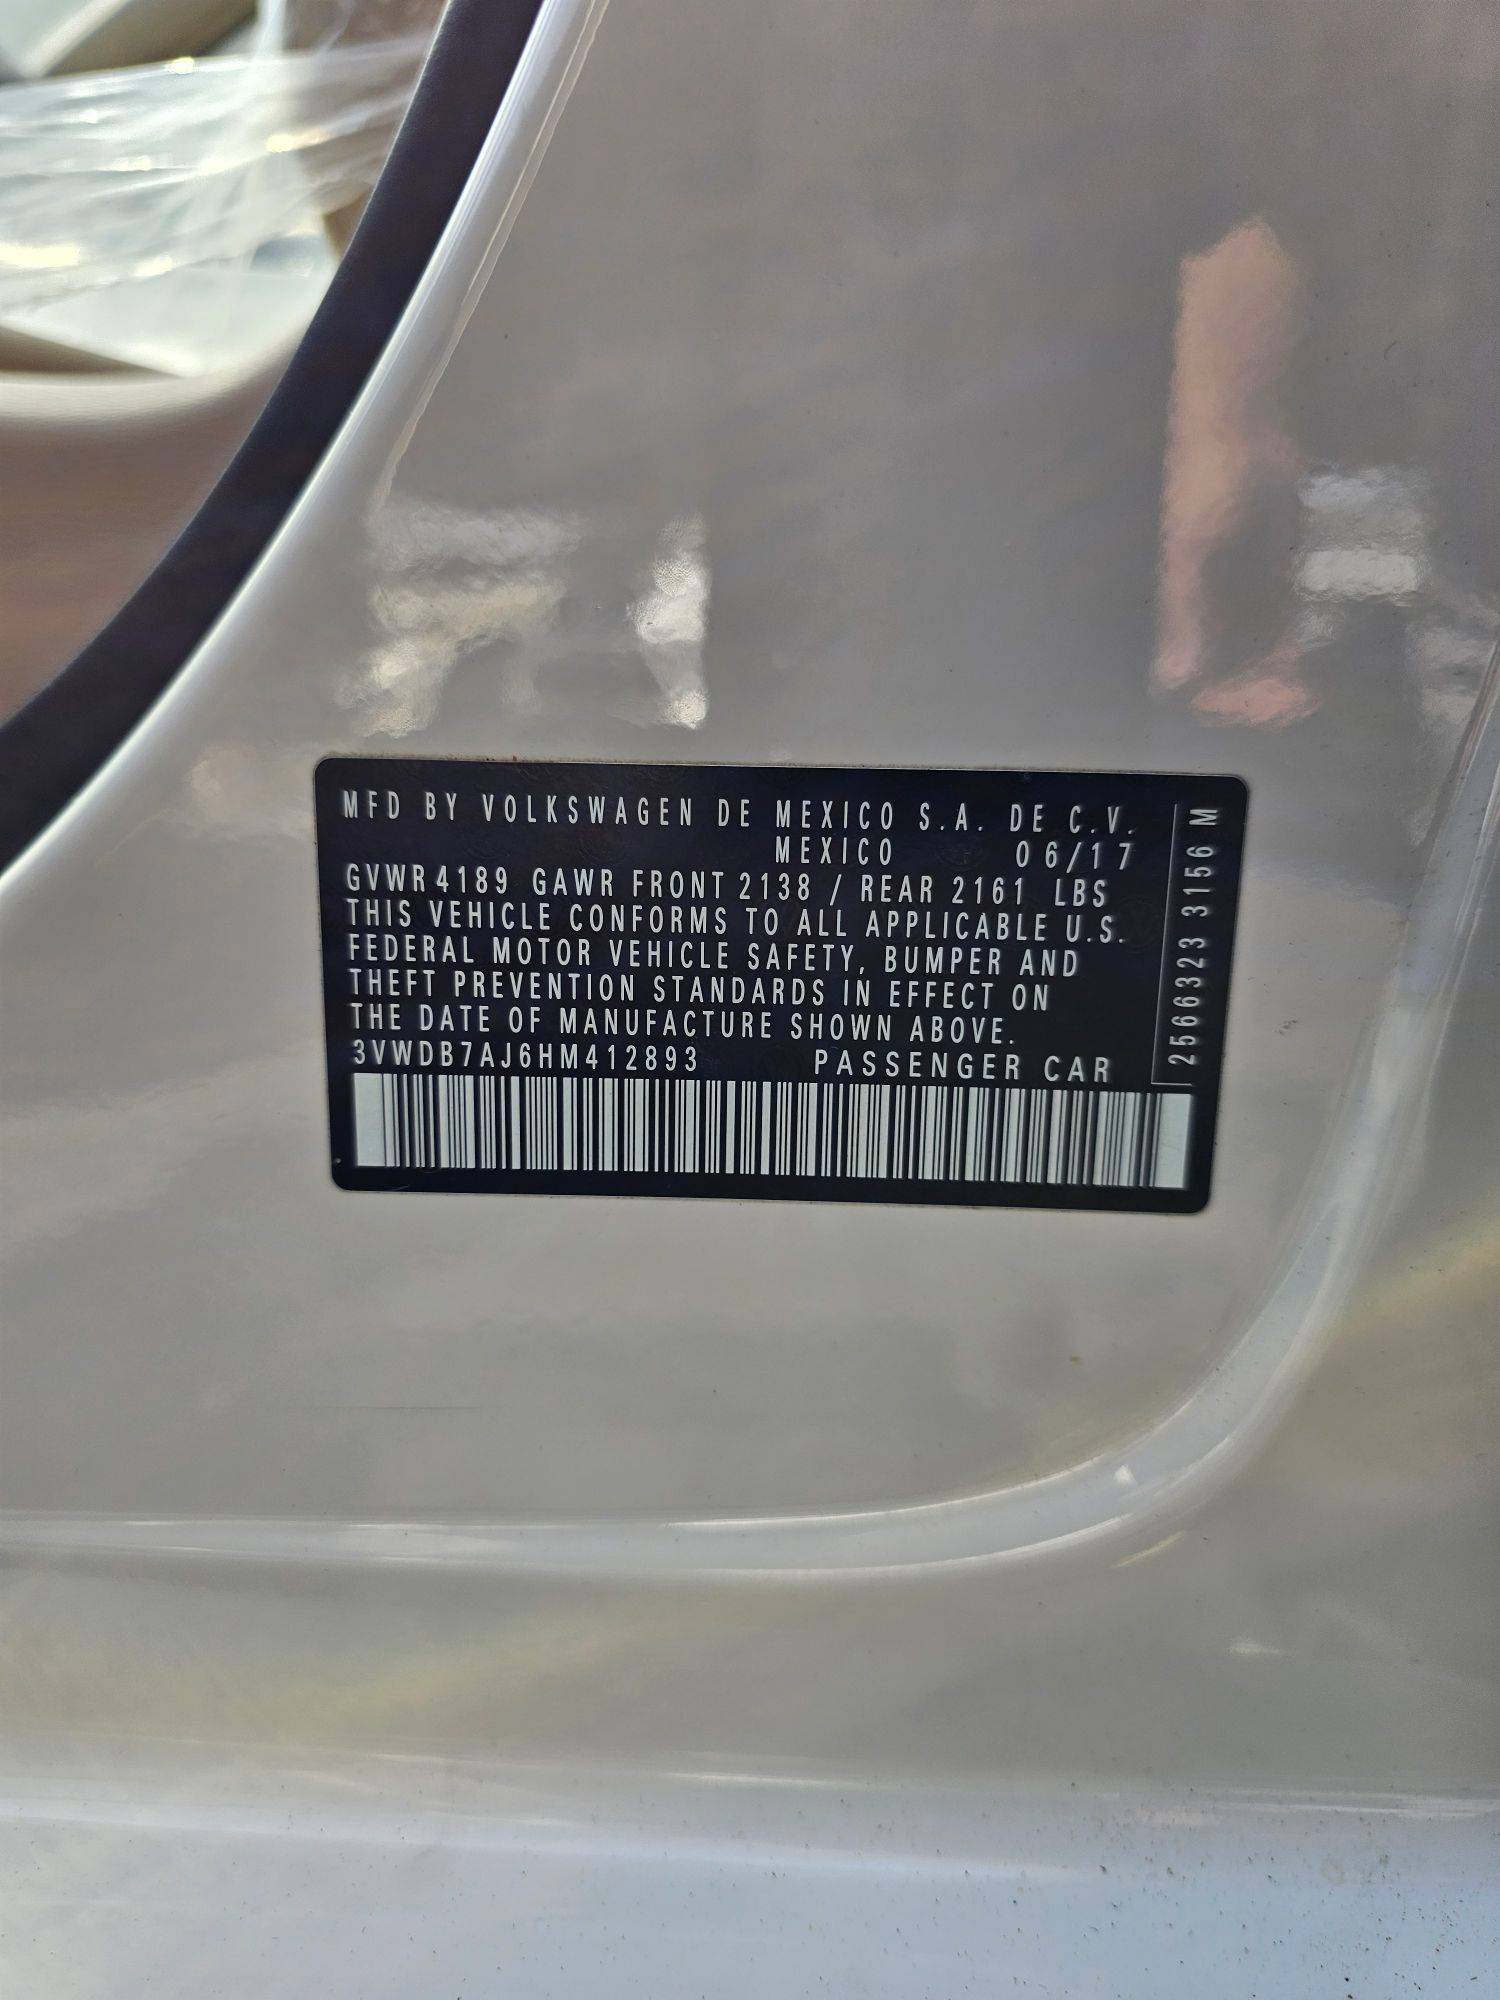 MFD BY VOLKSWAGEN DE MEXICO S.A. DE C.V.
MEXICO 06/17
GVWR 4189 GAWR FRONT 2138 / REAR 2161 LBS
THIS VEHICLE CONFORMS TO ALL APPLICABLE U.S.
FEDERAL MOTOR VEHICLE SAFETY, BUMPER AND
THEFT PREVENTION STANDARDS IN EFFECT ON
THE DATE OF MANUFACTURE SHOWN ABOVE.
3VWDB7AJ6HM412893 PASSENGER CAR
2566323 3156 M